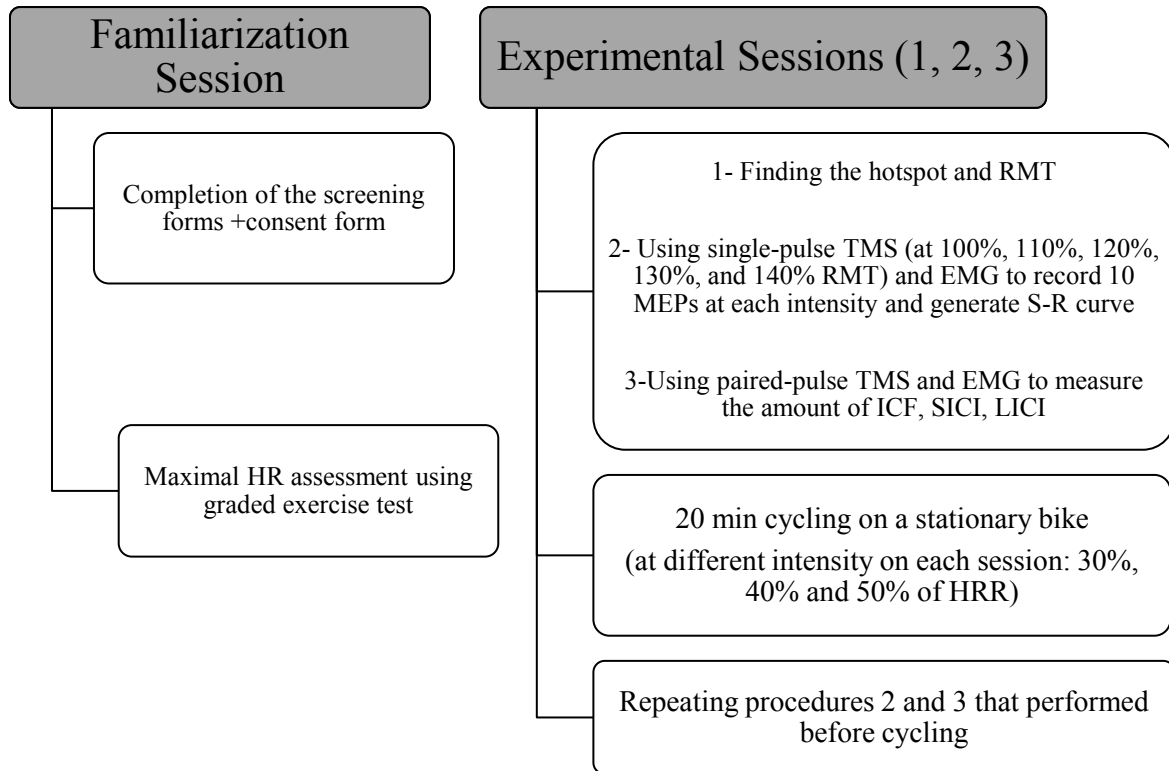 Familiarization
Session
Completion of the screening
forms +consent form
Maximal HR assessment using
graded exercise test
Experimental Sessions (1, 2, 3)
1- Finding the hotspot and RMT
2- Using single-pulse TMS (at 100%, 110%, 120%,
130%, and 140% RMT) and EMG to record 10
MEPs at each intensity and generate S-R curve
3-Using paired-pulse TMS and EMG to measure
the amount of ICF, SICI, LICI
20 min cycling on a stationary bike
(at different intensity on each session: 30%,
40% and 50% of HRR)
Repeating procedures 2 and 3 that performed
before cycling